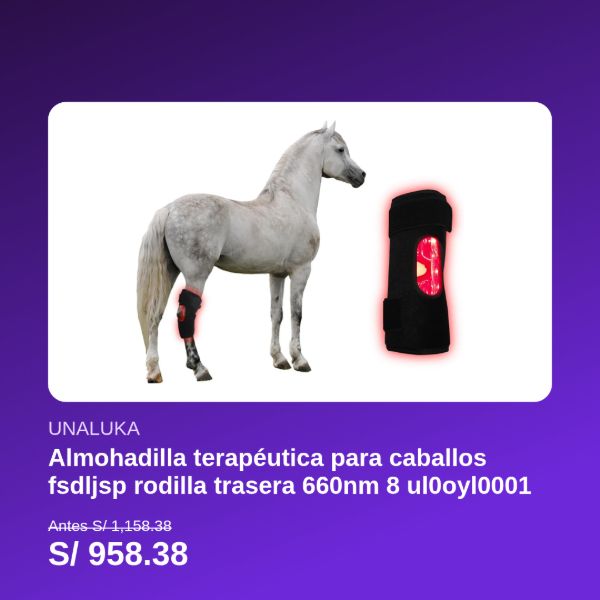 UNALUKA
Almohadilla terapéutica para caballos
fsdljsp rodilla trasera 660nm 8 ul0oyl0001
Antes S/ 1,158.38
S/ 958.38